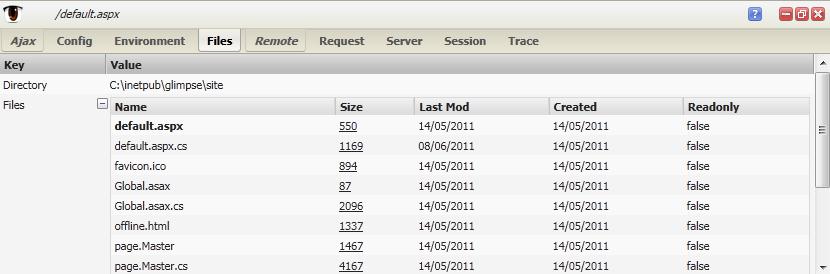 /default.aspx ?
Ajax Config Environment Files Remote Request Server Session Trace
Key Value
Directory C:\inetpub\glimpse\site
Files Name Size Last Mod Created Readonly
default.aspx 550 14/05/2011 14/05/2011 false
default.aspx.cs 1169 08/06/2011 14/05/2011 false
favicon.ico 894 14/05/2011 14/05/2011 false
Global.asax 87 14/05/2011 14/05/2011 false
Global.asax.cs 2096 14/05/2011 14/05/2011 false
offline.html 1337 14/05/2011 14/05/2011 false
page.Master 1467 14/05/2011 14/05/2011 false
page.Master.cs 4167 14/05/2011 14/05/2011 false